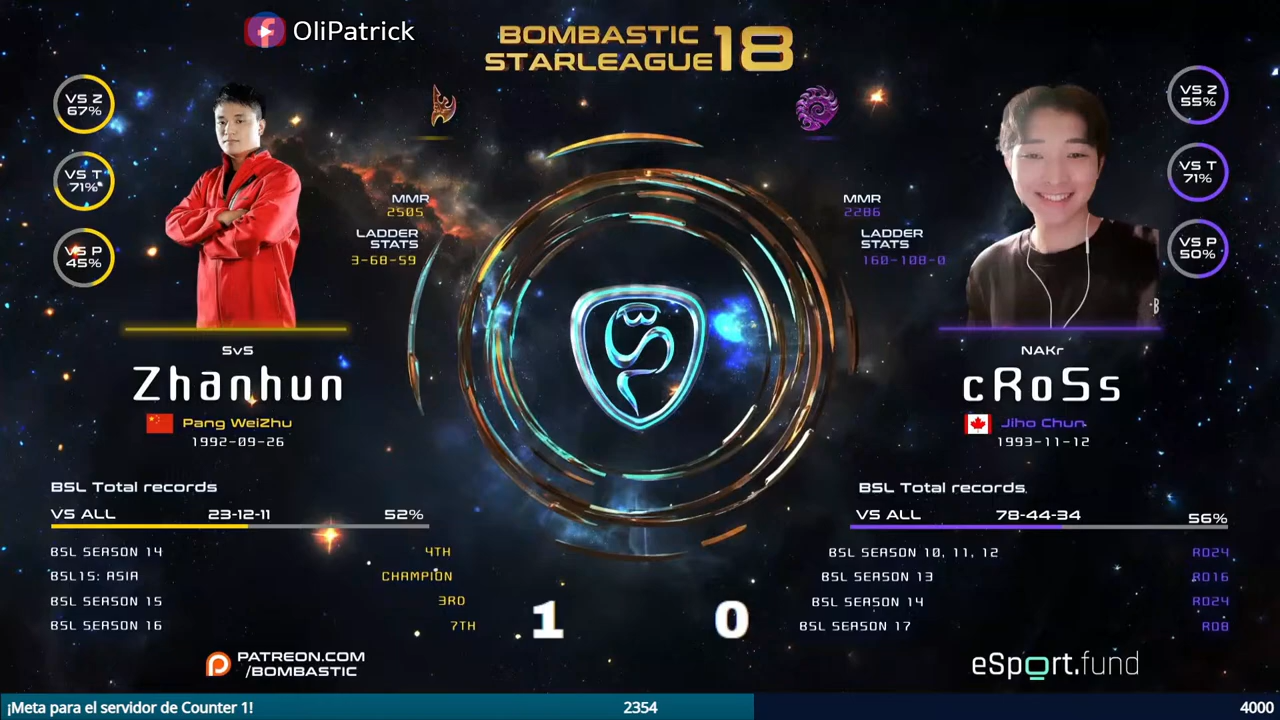 OliPatrick
BOMBASTIC
STARLEAGUE 18
VS Z
67%
VS T
71%
VS P
45%
MMR
2505
LADDER
STATS
3-68-59
SvS
Zhanhun
Pang WeiZhu
1992-09-26
BSL Total records
VS ALL 23-12-11 52%
BSL SEASON 14 4TH
BSL15: ASIA CHAMPION
BSL SEASON 15 3RD
BSL SEASON 16 7TH
PATREON.COM
/BOMBASTIC
VS Z
55%
VS T
71%
VS P
50%
MMR
2286
LADDER
STATS
160-108-0
NAKr
cRoSs
Jiho Chun
1993-11-12
BSL Total records
VS ALL 78-44-34 56%
BSL SEASON 10, 11, 12 RO24
BSL SEASON 13 RO16
BSL SEASON 14 RO24
BSL SEASON 17 RO8
1 0
eSport.fund
¡Meta para el servidor de Counter 1! 2354 4000